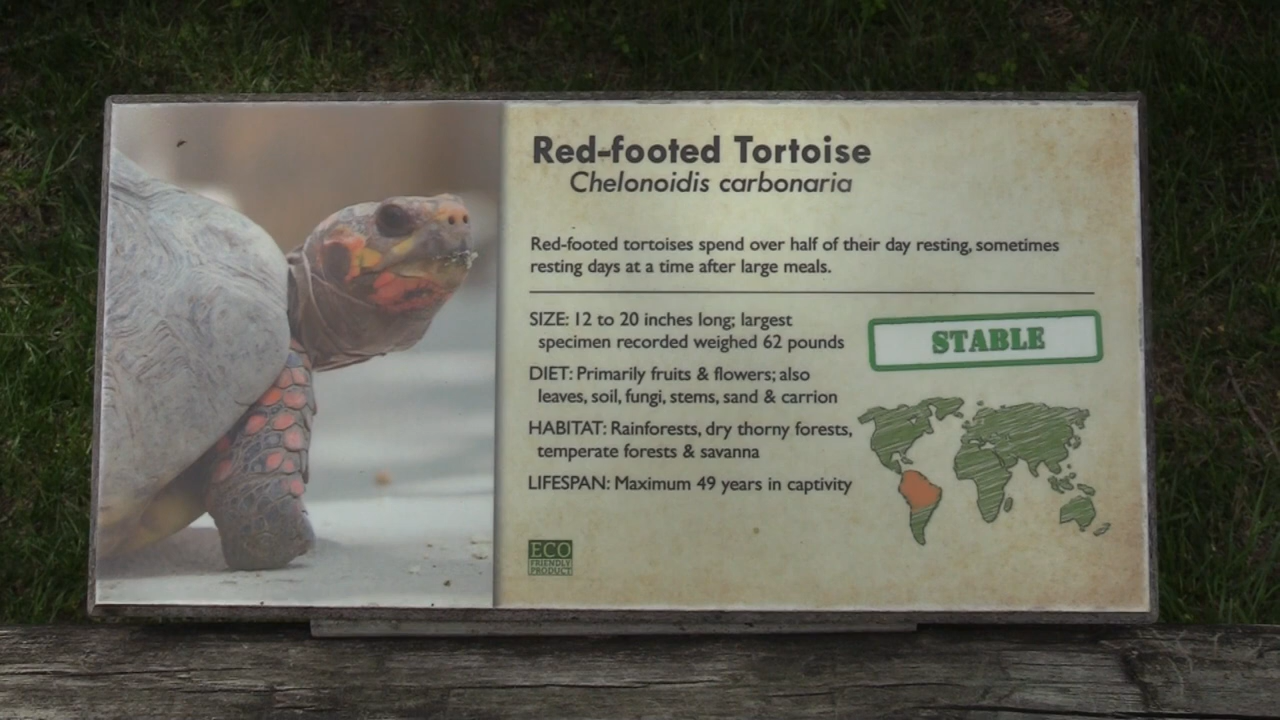 Red-footed Tortoise
Chelonoidis carbonaria
Red-footed tortoises spend over half of their day resting, sometimes
resting days at a time after large meals.
SIZE: 12 to 20 inches long; largest
specimen recorded weighed 62 pounds
DIET: Primarily fruits & flowers; also
leaves, soil, fungi, stems, sand & carrion
HABITAT: Rainforests, dry thorny forests,
temperate forests & savanna
LIFESPAN: Maximum 49 years in captivity
STABLE
ECO
FRIENDLY
PRODUCT